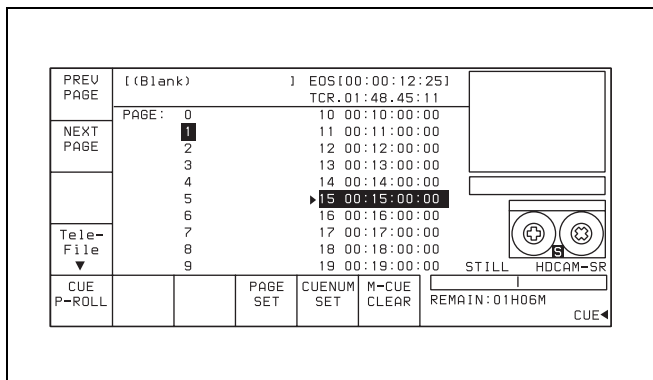 PREV
PAGE
[(Blank) ] EOS[00:00:12:25]
TCR.01:48.45:11
PAGE: 0 10 00:10:00:00
NEXT
PAGE
1 11 00:11:00:00
2 12 00:12:00:00
3 13 00:13:00:00
4 14 00:14:00:00
5 ▶15 00:15:00:00
6 16 00:16:00:00
Tele-
File
▼
7 17 00:17:00:00
8 18 00:18:00:00
9 19 00:19:00:00
S
STILL HDCAM-SR
CUE
P-ROLL
PAGE
SET
CUENUM
SET
M-CUE
CLEAR
REMAIN:01H06M
CUE◀